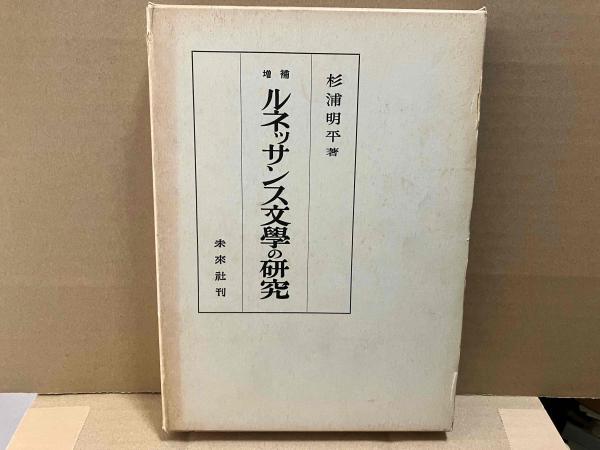 杉浦明平著
増補
ルネッサンス文學の研究
未來社刊